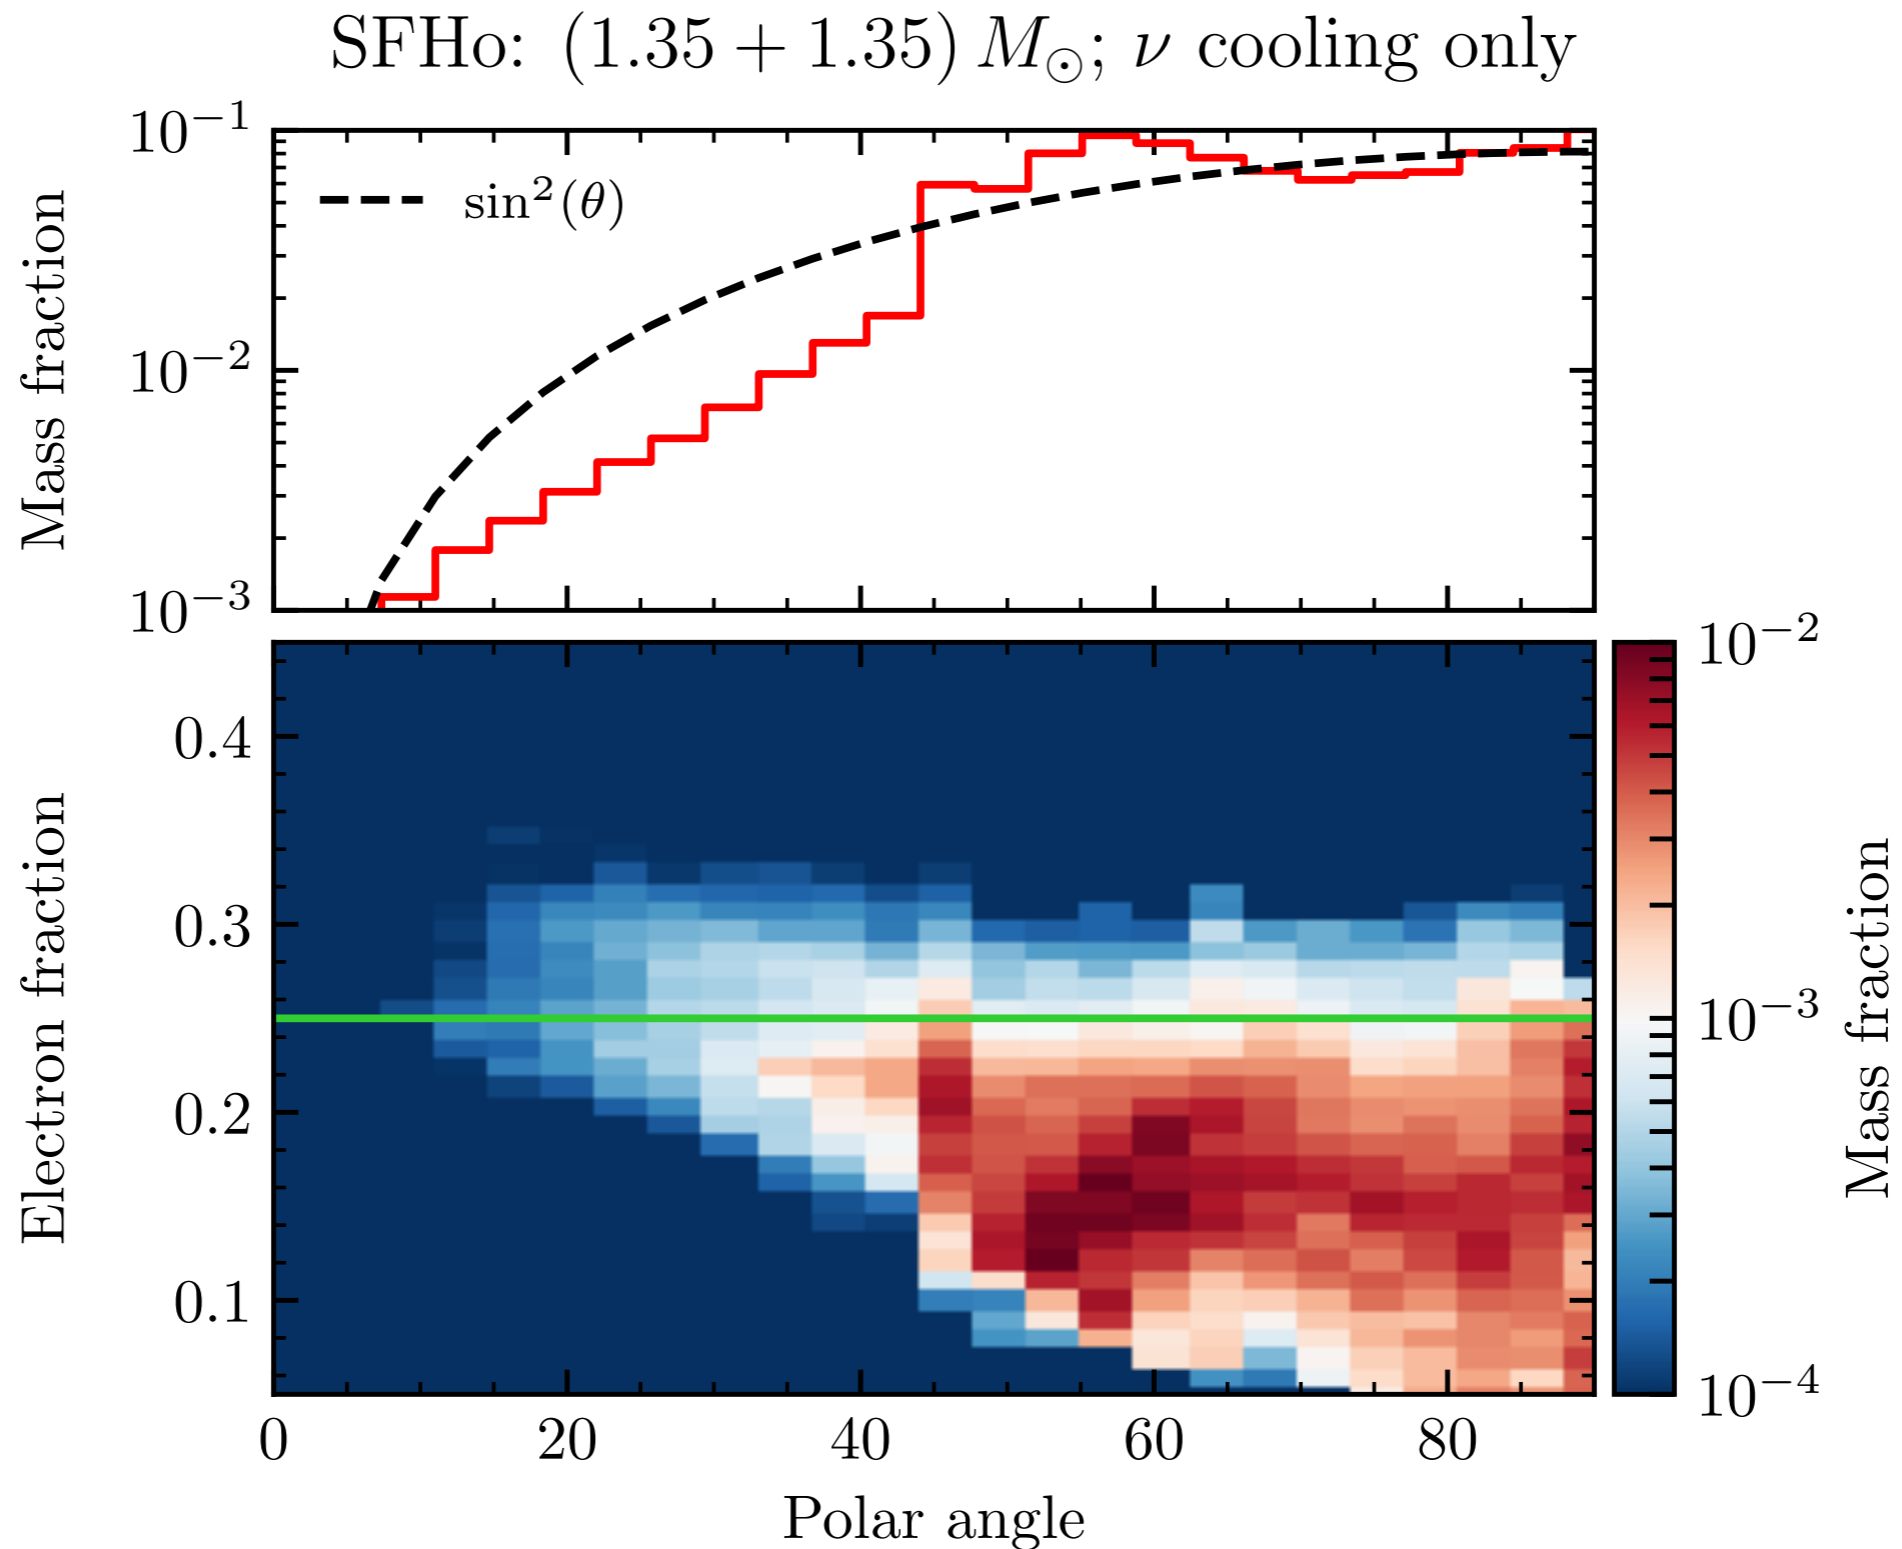 SFHo: (1.35 + 1.35) M⊙; ν cooling only
10⁻¹
sin²(θ)
10⁻²
10⁻³
Mass fraction
0.4
0.3
0.2
0.1
Electron fraction
0 20 40 60 80
Polar angle
10⁻²
10⁻³
10⁻⁴
Mass fraction